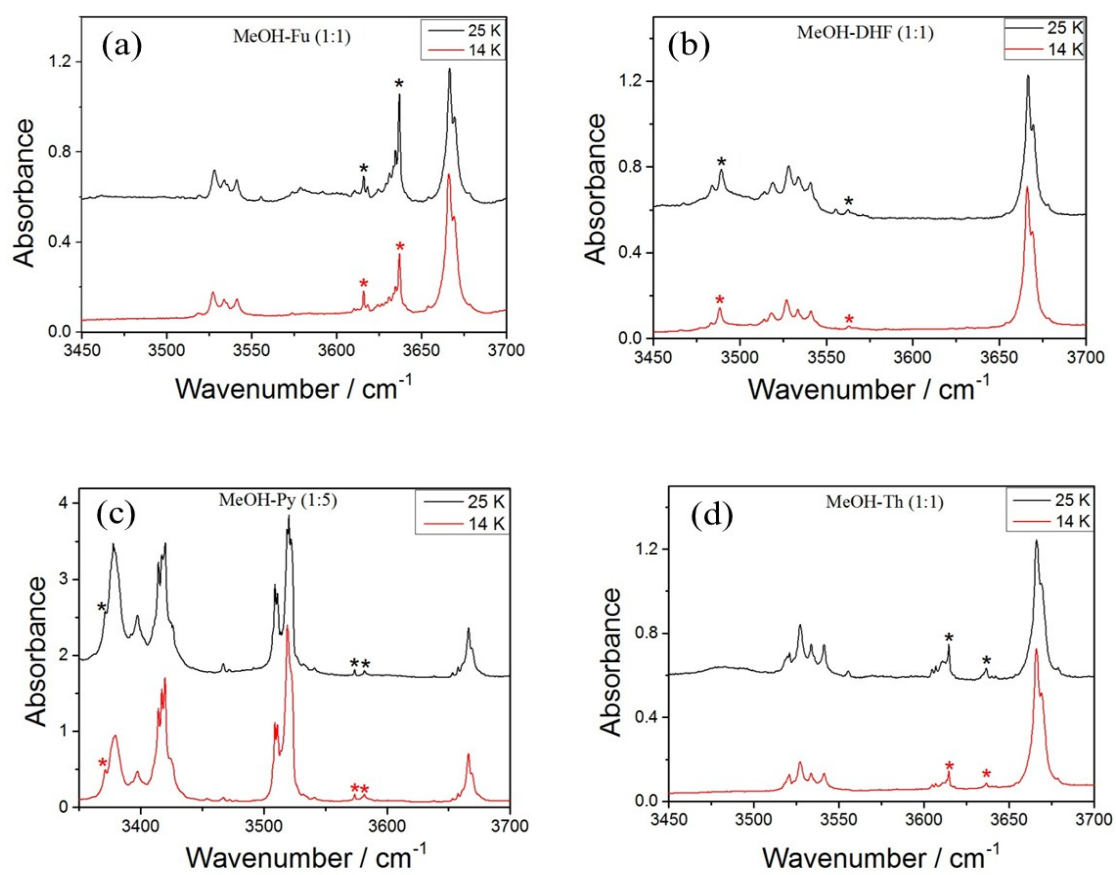 (a)
MeOH-Fu (1:1)
25 K
14 K
*
*
*
*
Absorbance
1.2
0.8
0.4
0.0
3450
3500
3550
3600
3650
3700
Wavenumber / cm-1
(b)
MeOH-DHF (1:1)
25 K
14 K
*
*
*
*
Absorbance
1.2
0.8
0.4
0.0
3450
3500
3550
3600
3650
3700
Wavenumber / cm-1
(c)
MeOH-Py (1:5)
25 K
14 K
*
**
*
**
Absorbance
4
3
2
1
0
3400
3500
3600
3700
Wavenumber / cm-1
(d)
MeOH-Th (1:1)
25 K
14 K
*
*
*
*
Absorbance
1.2
0.8
0.4
0.0
3450
3500
3550
3600
3650
3700
Wavenumber / cm-1